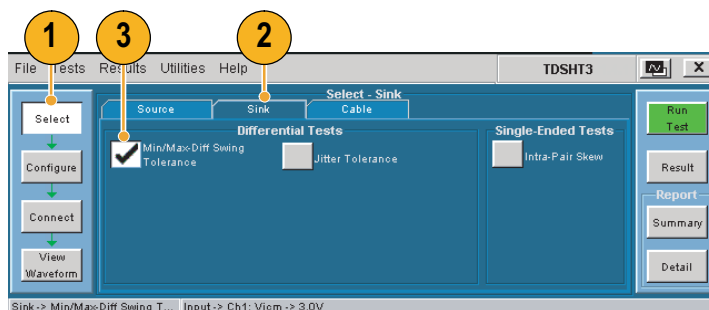 1
3
2
File Tests Results Utilities Help
TDSHT3
X
Select
Configure
Connect
View
Waveform
Select - Sink
Source
Sink
Cable
Differential Tests
Min/Max-Diff Swing
Tolerance
Jitter Tolerance
Single-Ended Tests
Intra-Pair Skew
Run
Test
Result
Report
Summary
Detail
Sink-> Min/Max-Diff Swing T... Input-> Ch1: Vicm -> 3.0V